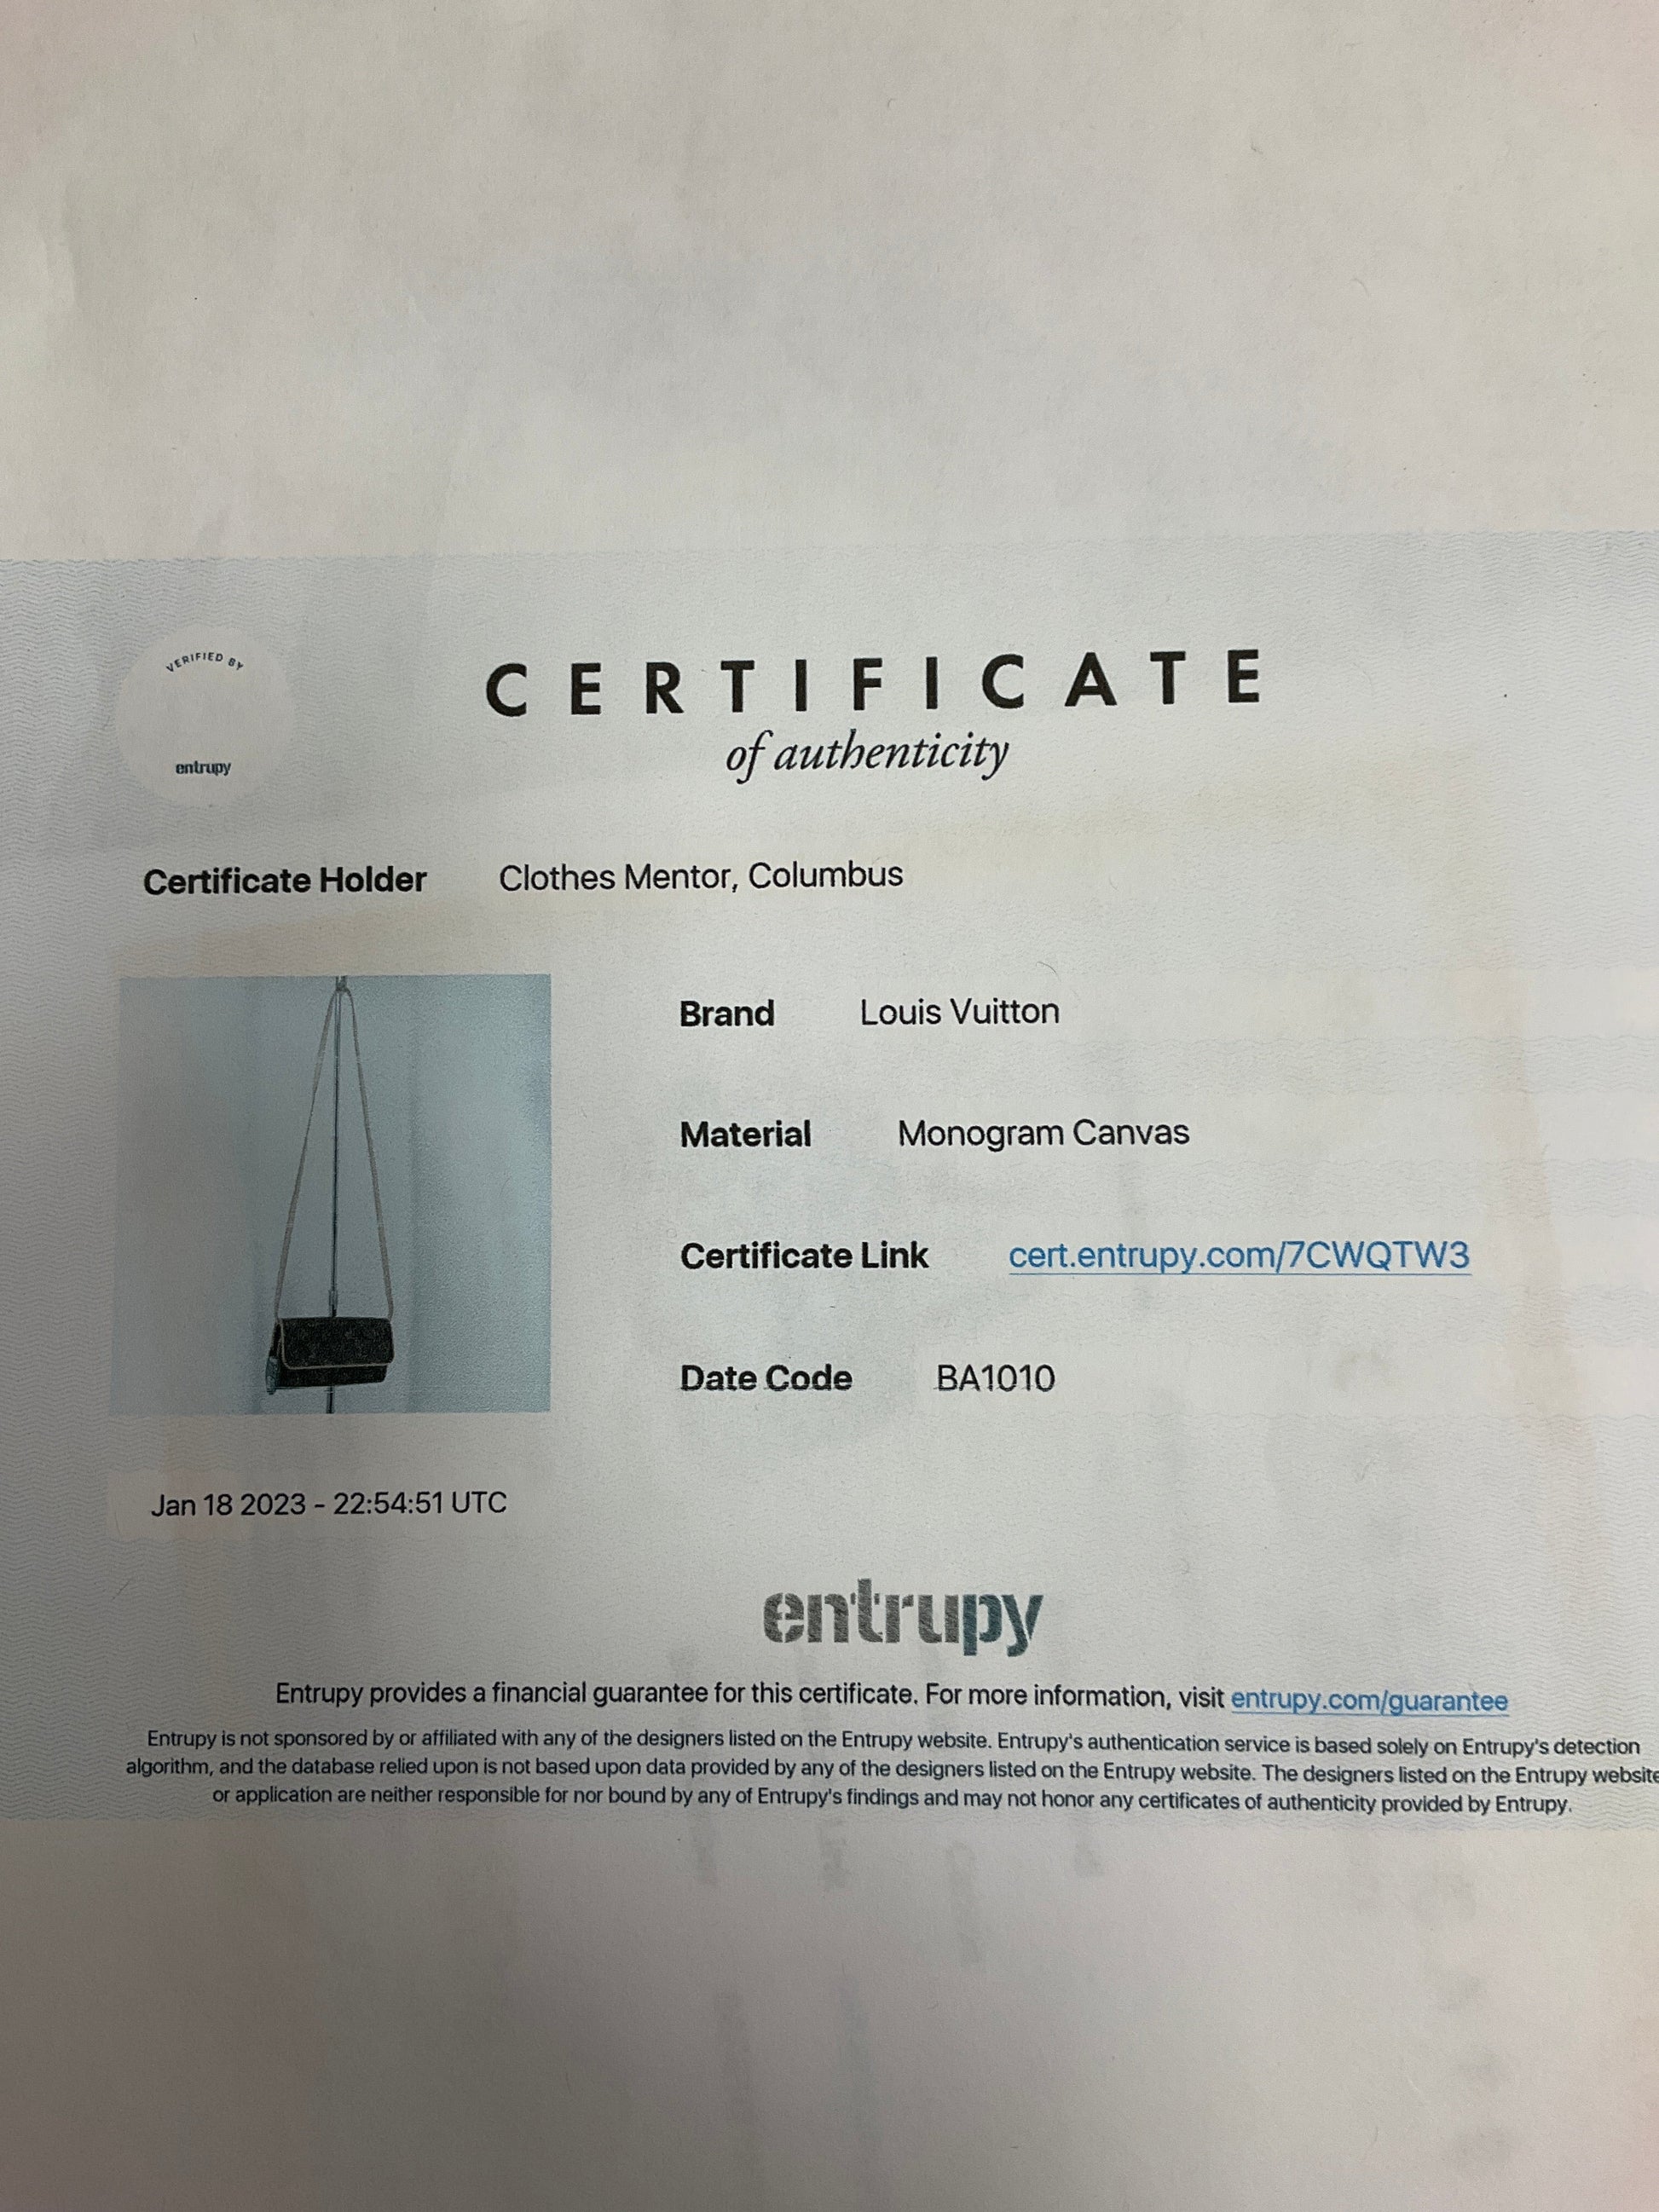 VERIFIED BY
entrupy
CERTIFICATE
of authenticity
Certificate Holder Clothes Mentor, Columbus
Brand Louis Vuitton
Material Monogram Canvas
Certificate Link cert.entrupy.com/7CWQTW3
Date Code BA1010
Jan 18 2023 - 22:54:51 UTC
entrupy
Entrupy provides a financial guarantee for this certificate. For more information, visit entrupy.com/guarantee
Entrupy is not sponsored by or affiliated with any of the designers listed on the Entrupy website. Entrupy's authentication service is based solely on Entrupy's detection
algorithm, and the database relied upon is not based upon data provided by any of the designers listed on the Entrupy website. The designers listed on the Entrupy website
or application are neither responsible for nor bound by any of Entrupy's findings and may not honor any certificates of authenticity provided by Entrupy.